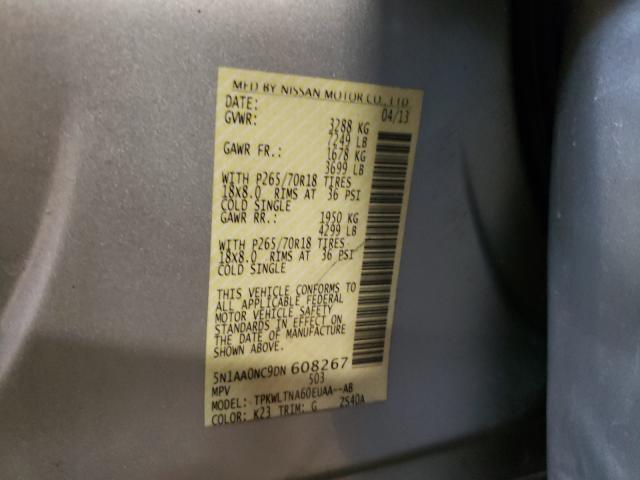 MFD BY NISSAN MOTOR CO., LTD.
DATE: 04/13
GVWR: 3288 KG
7249 LB
GAWR FR.: 1678 KG
3699 LB
WITH P265/70R18 TIRES
18x8.0 RIMS AT 36 PSI
COLD SINGLE
GAWR RR.: 1950 KG
4299 LB
WITH P265/70R18 TIRES
18x8.0 RIMS AT 36 PSI
COLD SINGLE
THIS VEHICLE CONFORMS TO
ALL APPLICABLE FEDERAL
MOTOR VEHICLE SAFETY
STANDARDS IN EFFECT ON
THE DATE OF MANUFACTURE
SHOWN ABOVE.
5N1AA0NC9DN 608267
MPV 503
MODEL: TPKWLTNA60EUAA--AB
COLOR: K23 TRIM: G 2S40A